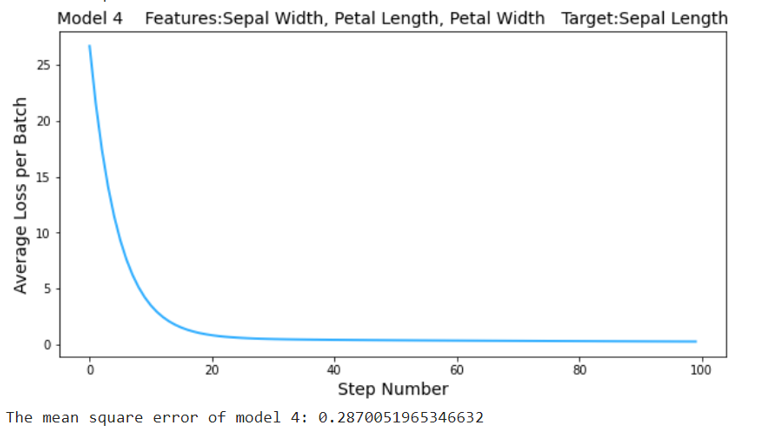 Model 4 Features:Sepal Width, Petal Length, Petal Width Target:Sepal Length
25
20
15
10
5
0
Average Loss per Batch
0 20 40 60 80 100
Step Number
The mean square error of model 4: 0.2870051965346632